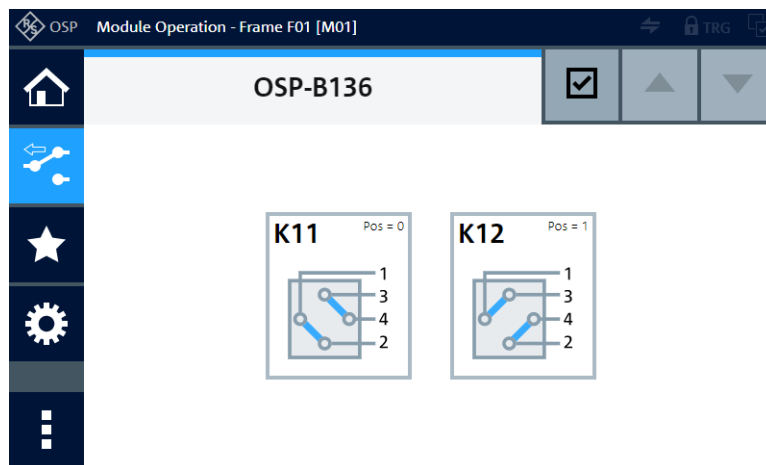 R&S OSP Module Operation - Frame F01 [M01] TRG
OSP-B136
K11 Pos = 0
1
3
4
2
K12 Pos = 1
1
3
4
2